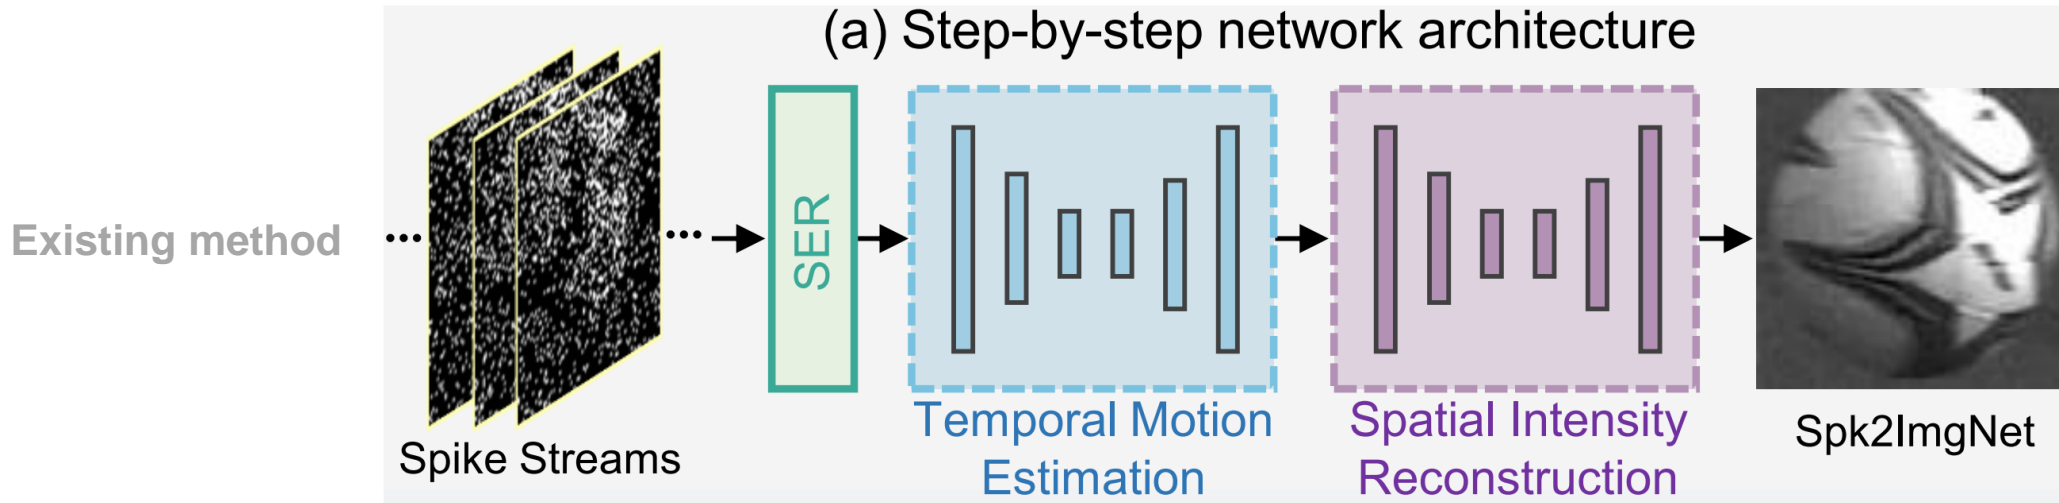 (a) Step-by-step network architecture
Existing method
SER
Spike Streams
Temporal Motion
Estimation
Spatial Intensity
Reconstruction
Spk2ImgNet